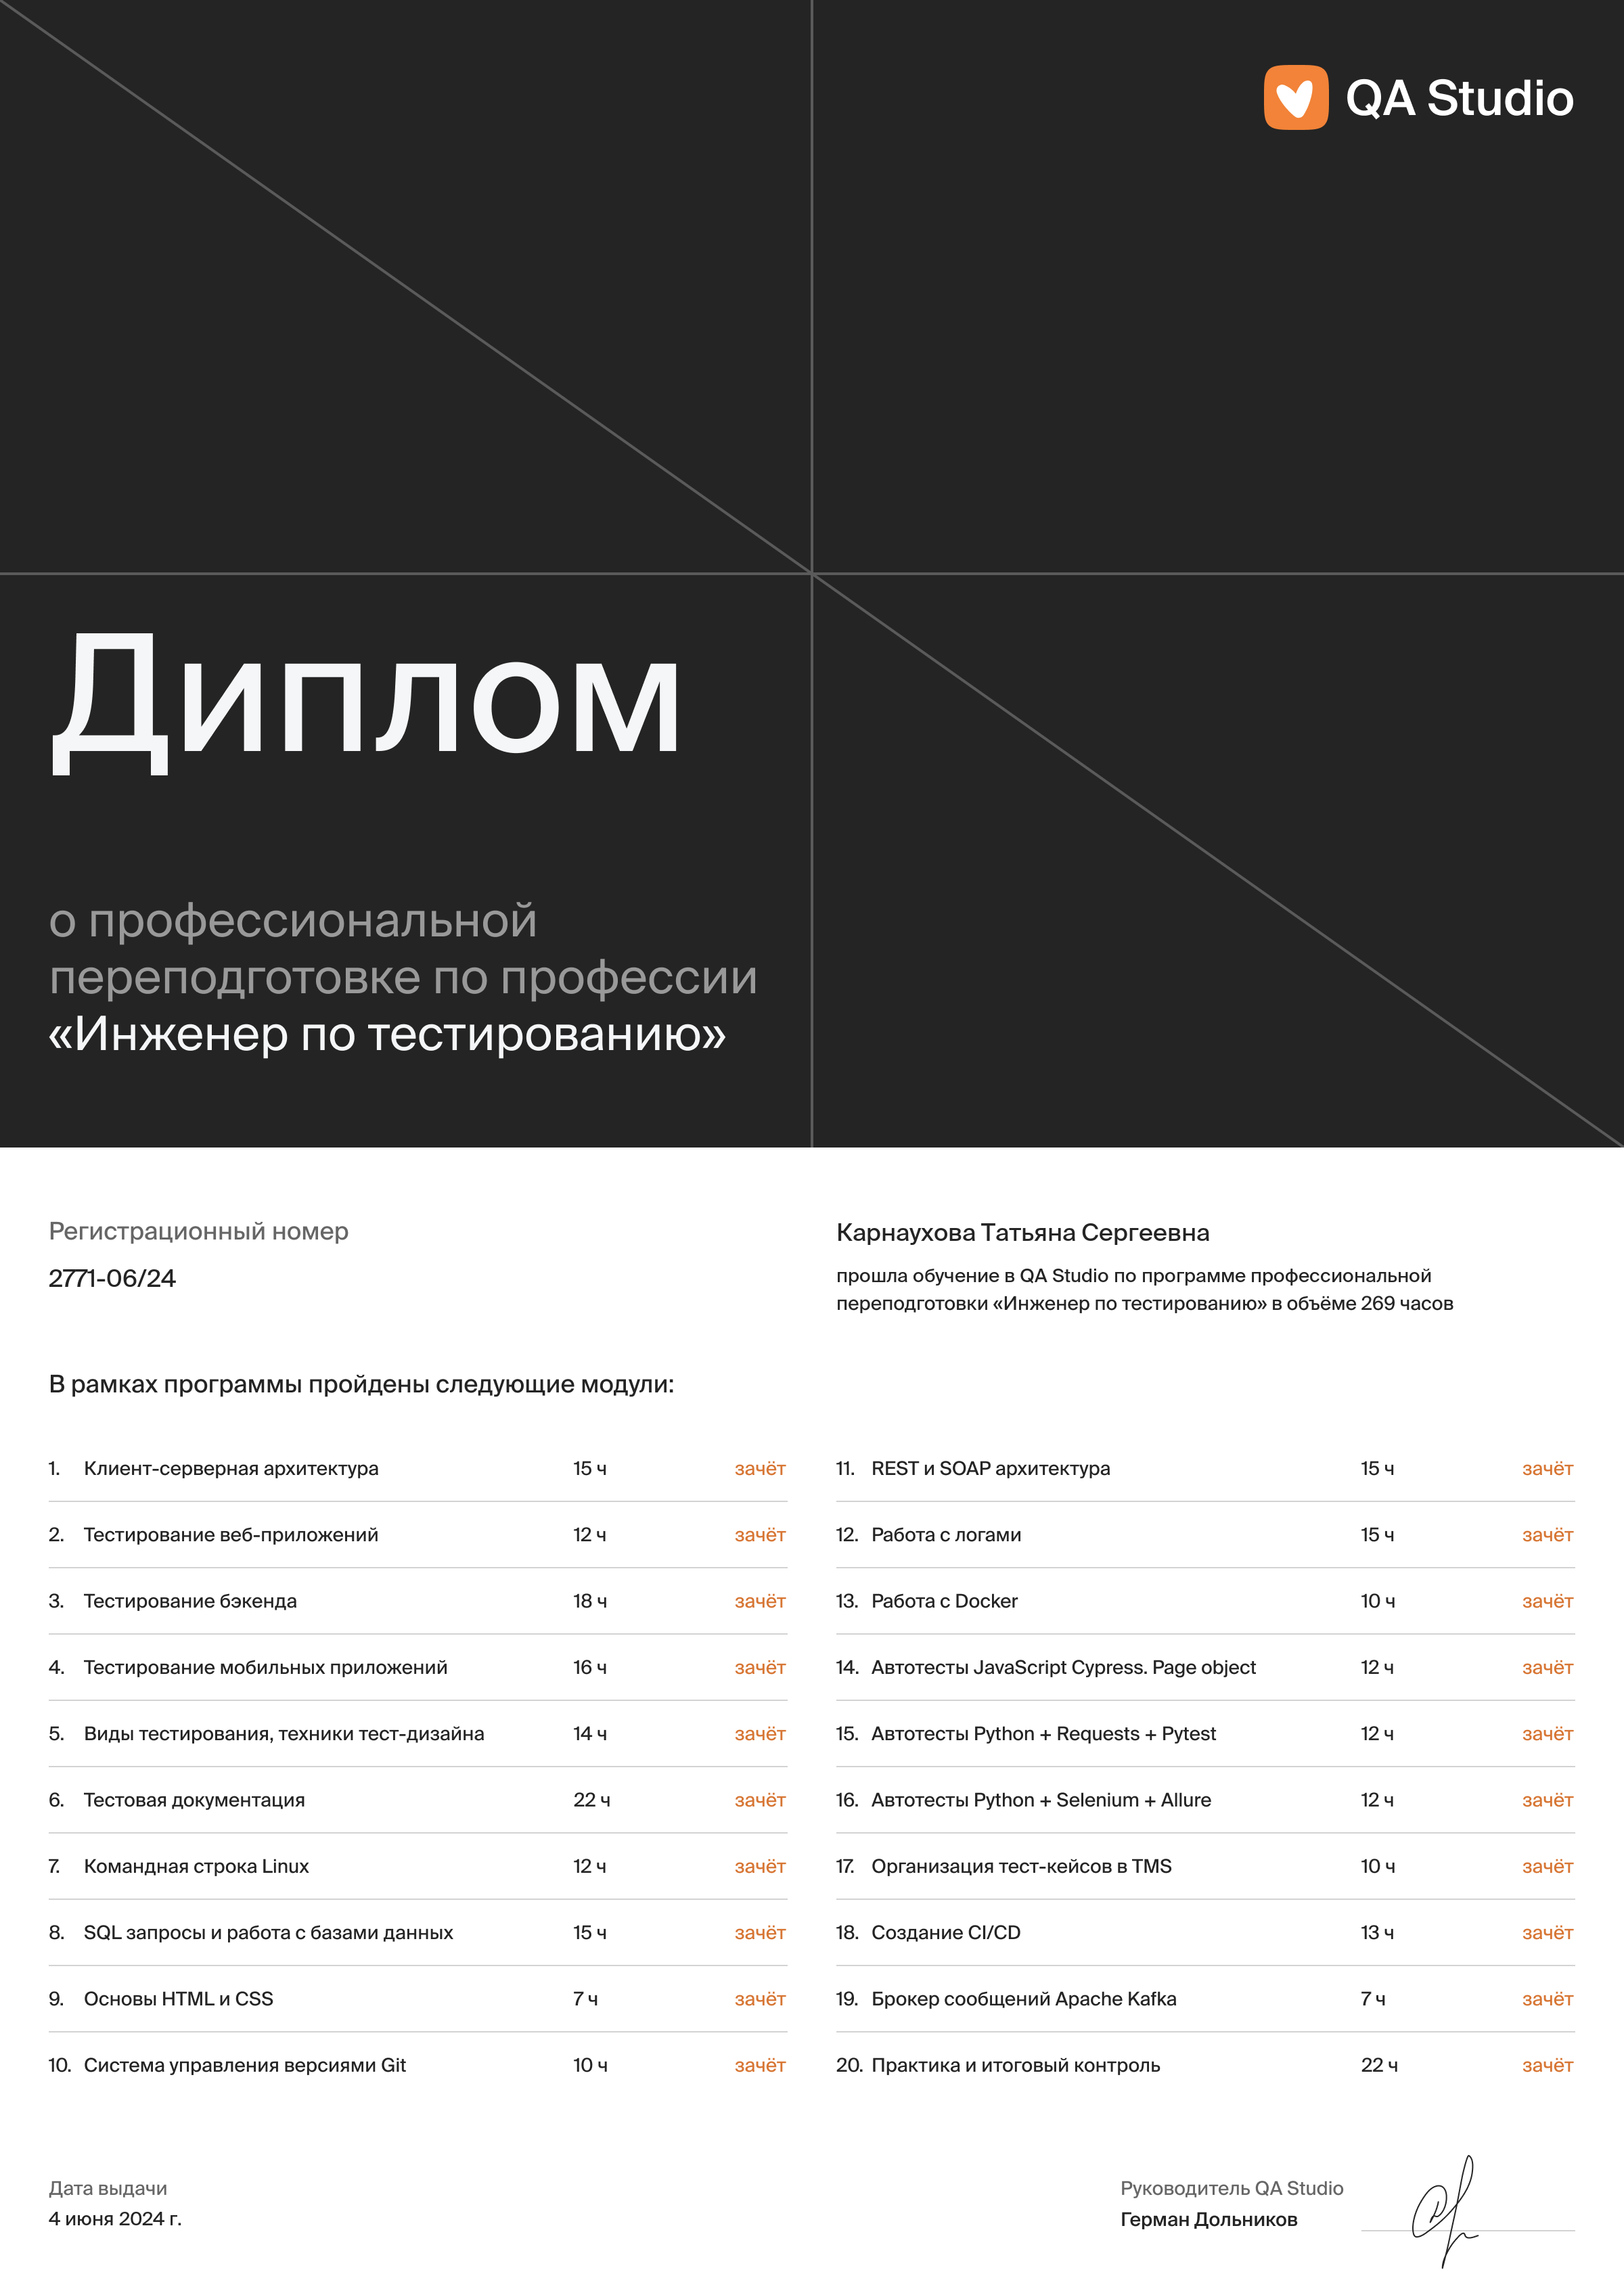 QA Studio
Диплом
о профессиональной
переподготовке по профессии
«Инженер по тестированию»
Регистрационный номер
2771-06/24
Карнаухова Татьяна Сергеевна
прошла обучение в QA Studio по программе профессиональной
переподготовки «Инженер по тестированию» в объёме 269 часов
В рамках программы пройдены следующие модули:
1. Клиент-серверная архитектура 15 ч зачёт
2. Тестирование веб-приложений 12 ч зачёт
3. Тестирование бэкенда 18 ч зачёт
4. Тестирование мобильных приложений 16 ч зачёт
5. Виды тестирования, техники тест-дизайна 14 ч зачёт
6. Тестовая документация 22 ч зачёт
7. Командная строка Linux 12 ч зачёт
8. SQL запросы и работа с базами данных 15 ч зачёт
9. Основы HTML и CSS 7 ч зачёт
10. Система управления версиями Git 10 ч зачёт
11. REST и SOAP архитектура 15 ч зачёт
12. Работа с логами 15 ч зачёт
13. Работа с Docker 10 ч зачёт
14. Автотесты JavaScript Cypress. Page object 12 ч зачёт
15. Автотесты Python + Requests + Pytest 12 ч зачёт
16. Автотесты Python + Selenium + Allure 12 ч зачёт
17. Организация тест-кейсов в TMS 10 ч зачёт
18. Создание CI/CD 13 ч зачёт
19. Брокер сообщений Apache Kafka 7 ч зачёт
20. Практика и итоговый контроль 22 ч зачёт
Дата выдачи
4 июня 2024 г.
Руководитель QA Studio
Герман Дольников